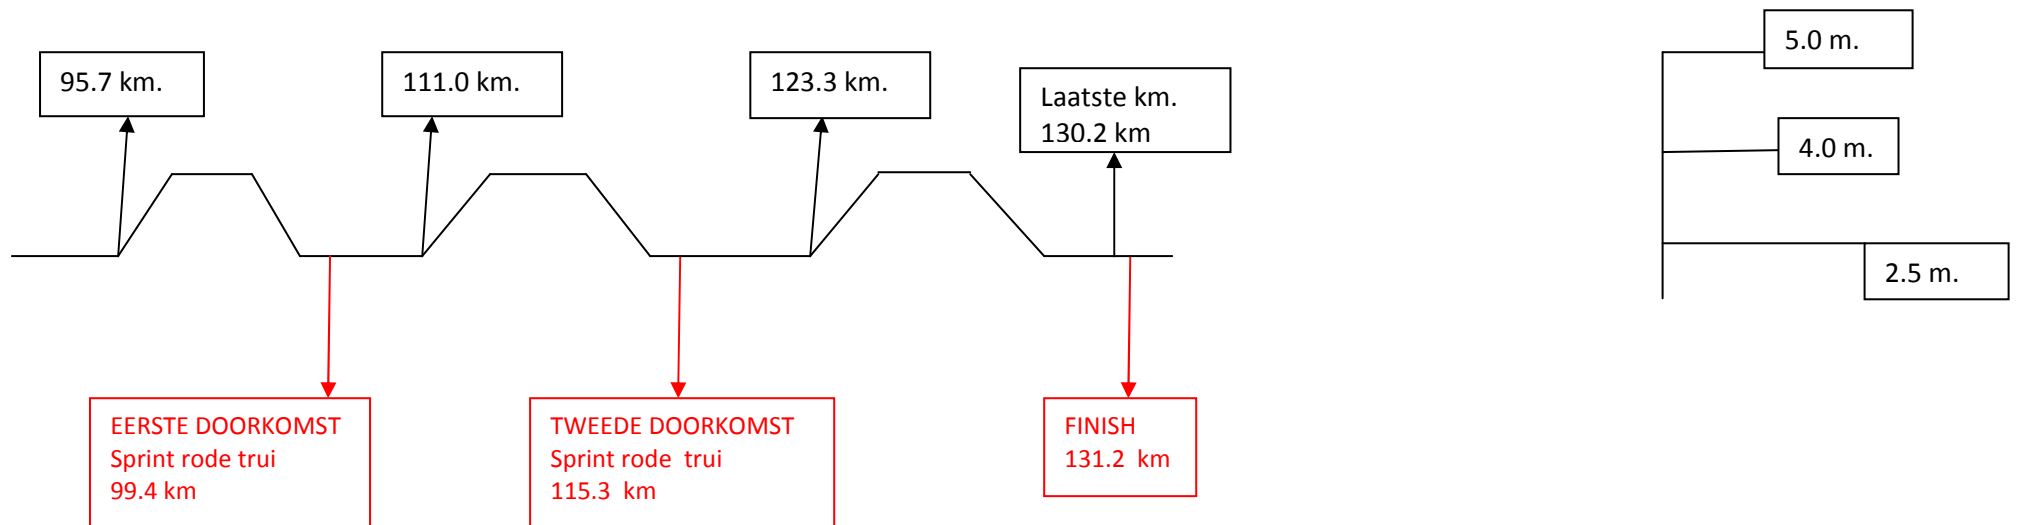 95.7 km.
111.0 km.
123.3 km.
Laatste km.
130.2 km
5.0 m.
4.0 m.
2.5 m.
EERSTE DOORKOMST
Sprint rode trui
99.4 km
TWEEDE DOORKOMST
Sprint rode  trui
115.3  km
FINISH
131.2  km